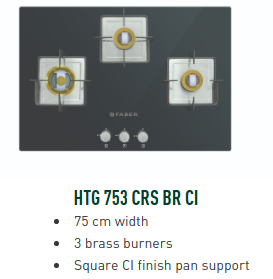 FABER
HTG 753 CRS BR CI
• 75 cm width
• 3 brass burners
• Square CI finish pan support